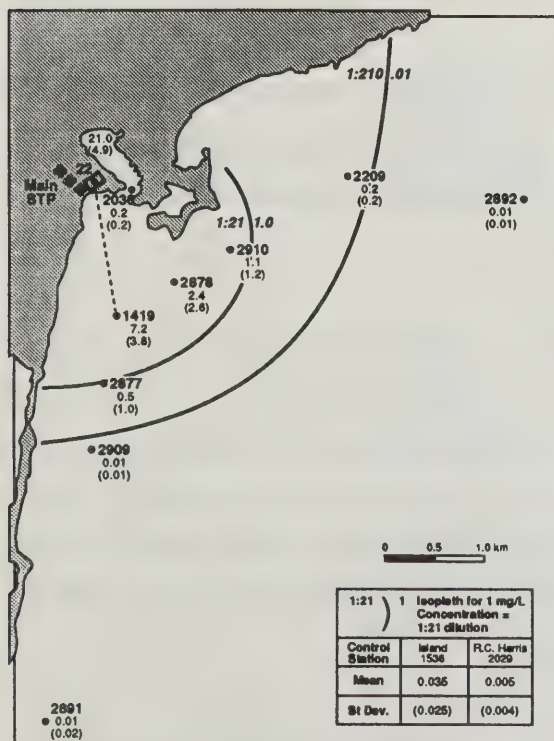 1:210 .01
21.0
(4.9)
22
Main
STP
2036
0.2
(0.2)
2209
0.2
(0.2)
2892
0.01
(0.01)
1:21 1.0
2910
1.1
(1.2)
2878
2.4
(2.6)
1419
7.2
(3.8)
2877
0.5
(1.0)
2909
0.01
(0.01)
0 0.5 1.0 km
1:21 ) 1 Isopleth for 1 mg/L
Concentration =
1:21 dilution
Control Station
Island 1536
R.C. Harris 2029
Mean 0.035 0.005
St Dev. (0.025) (0.004)
2891
0.01
(0.02)